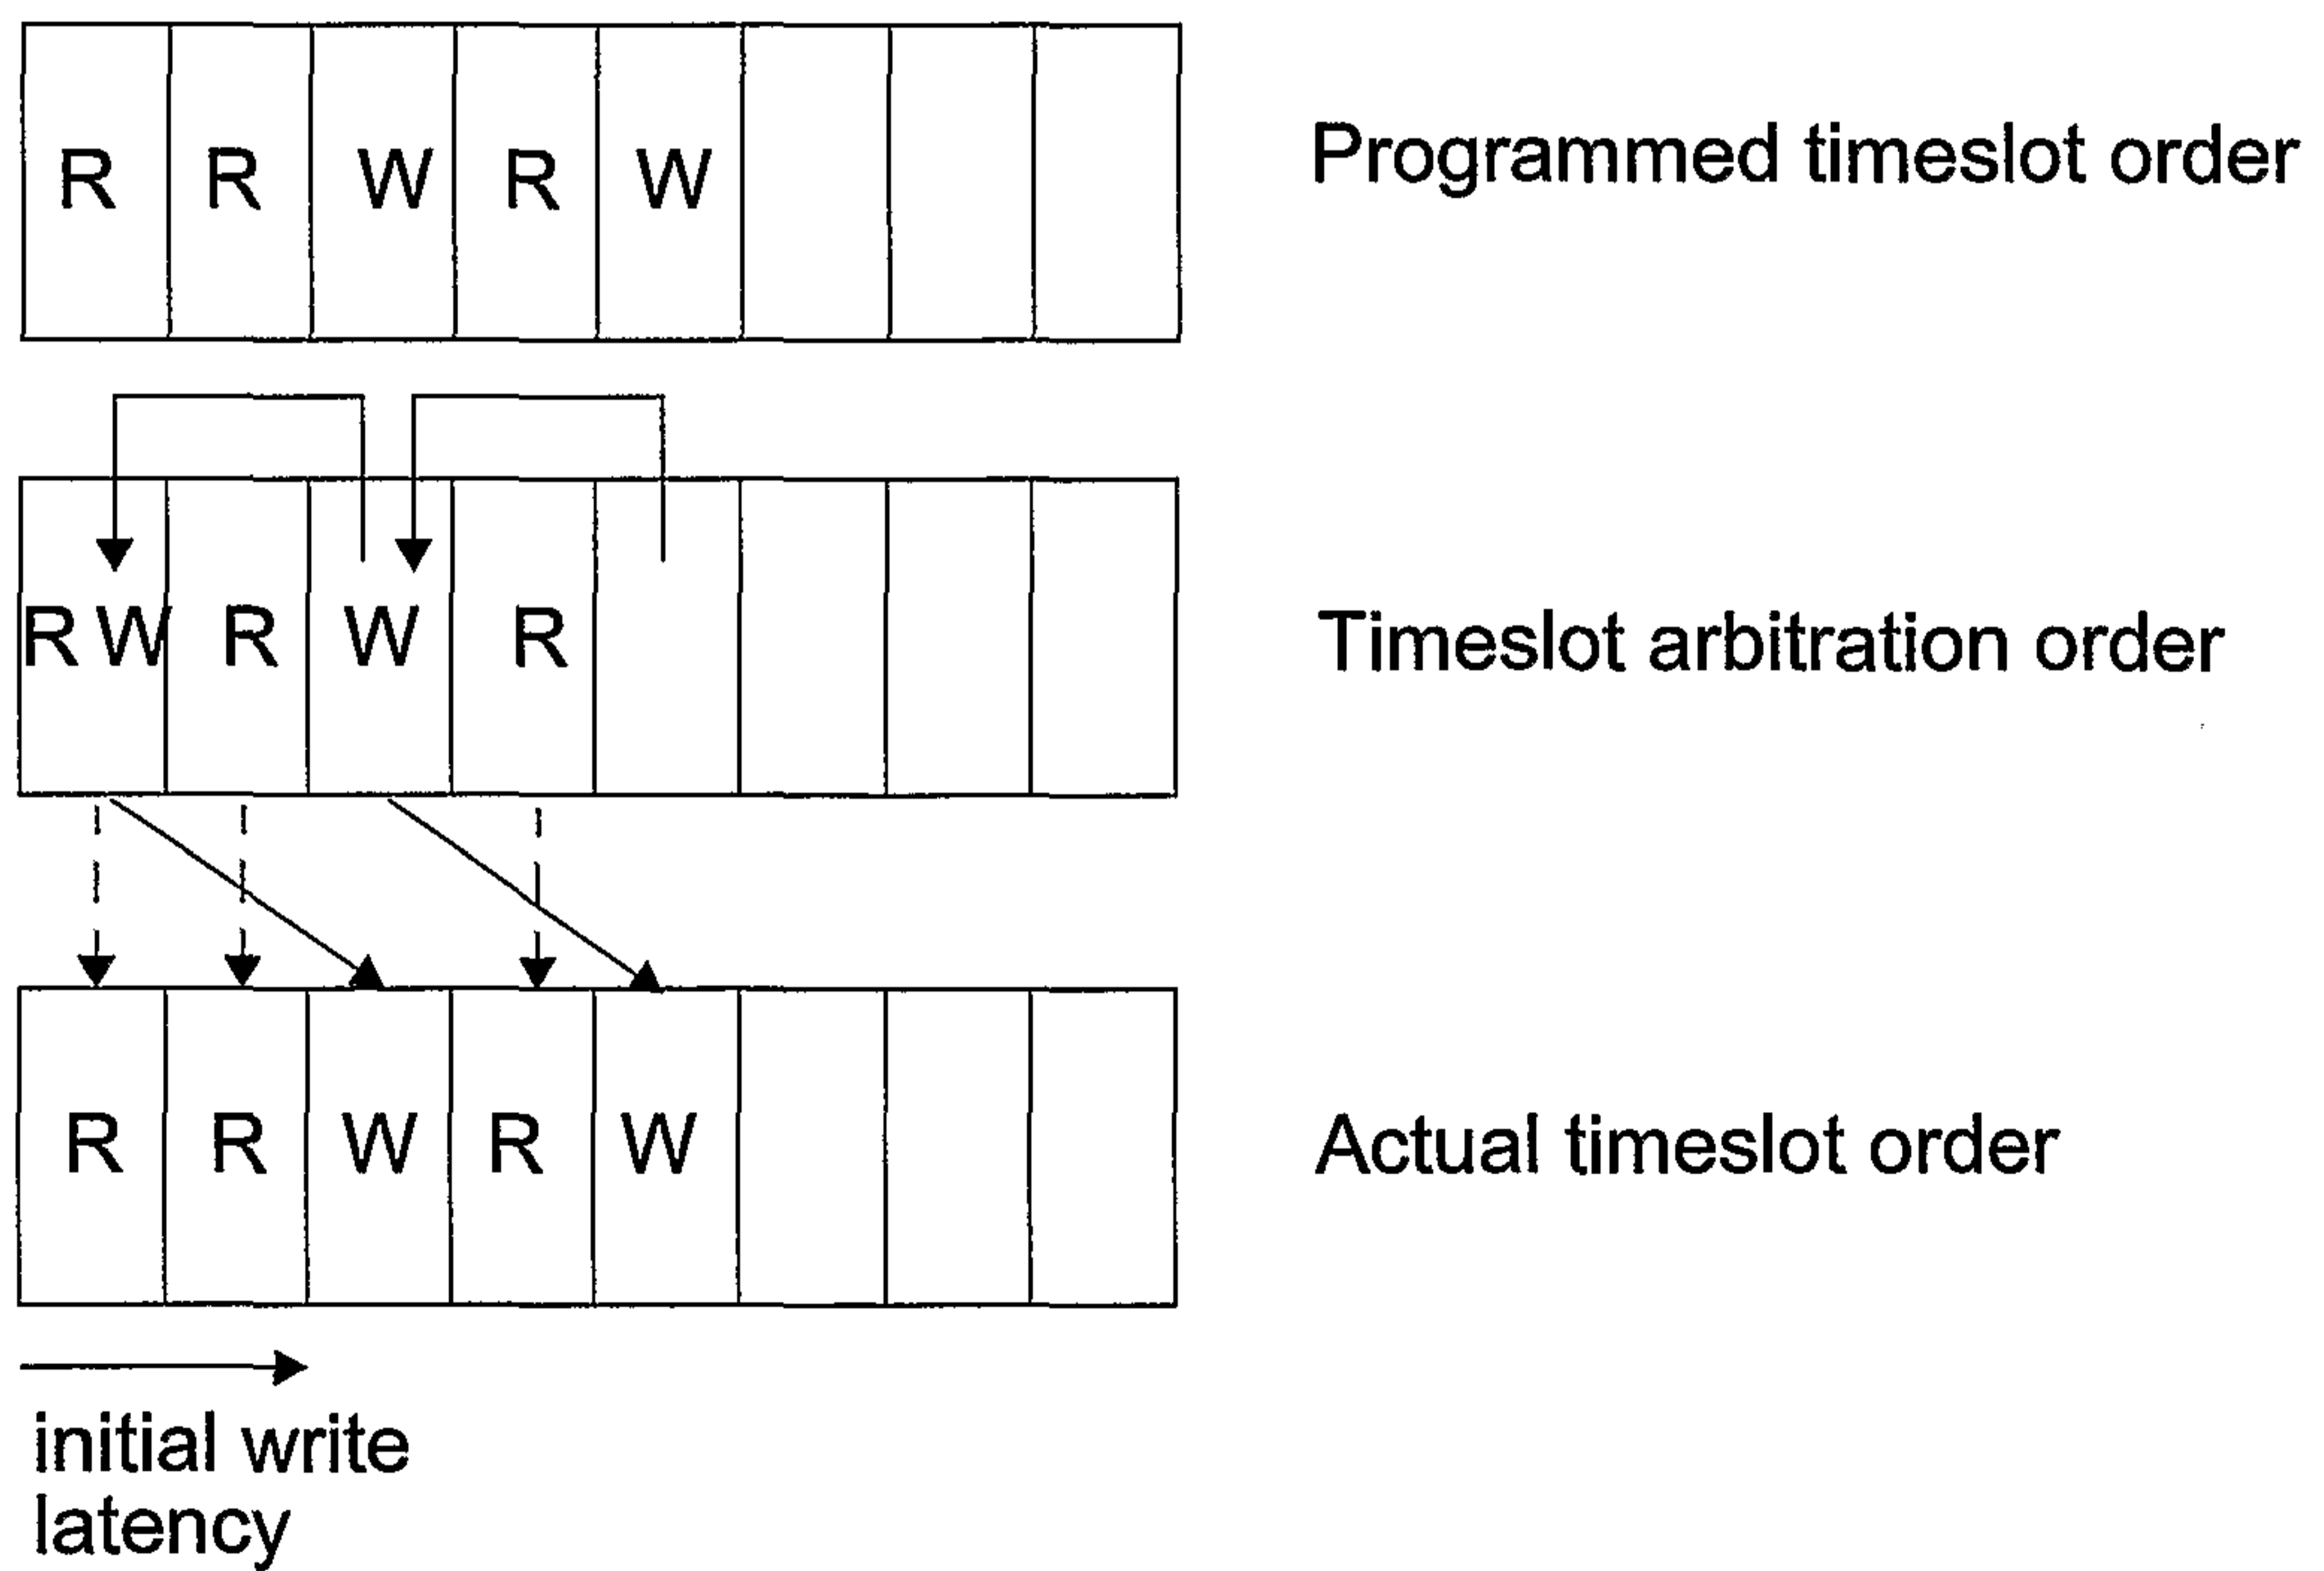 R R W R W
Programmed timeslot order
R W R W R
Timeslot arbitration order
R R W R W
Actual timeslot order
initial write
latency